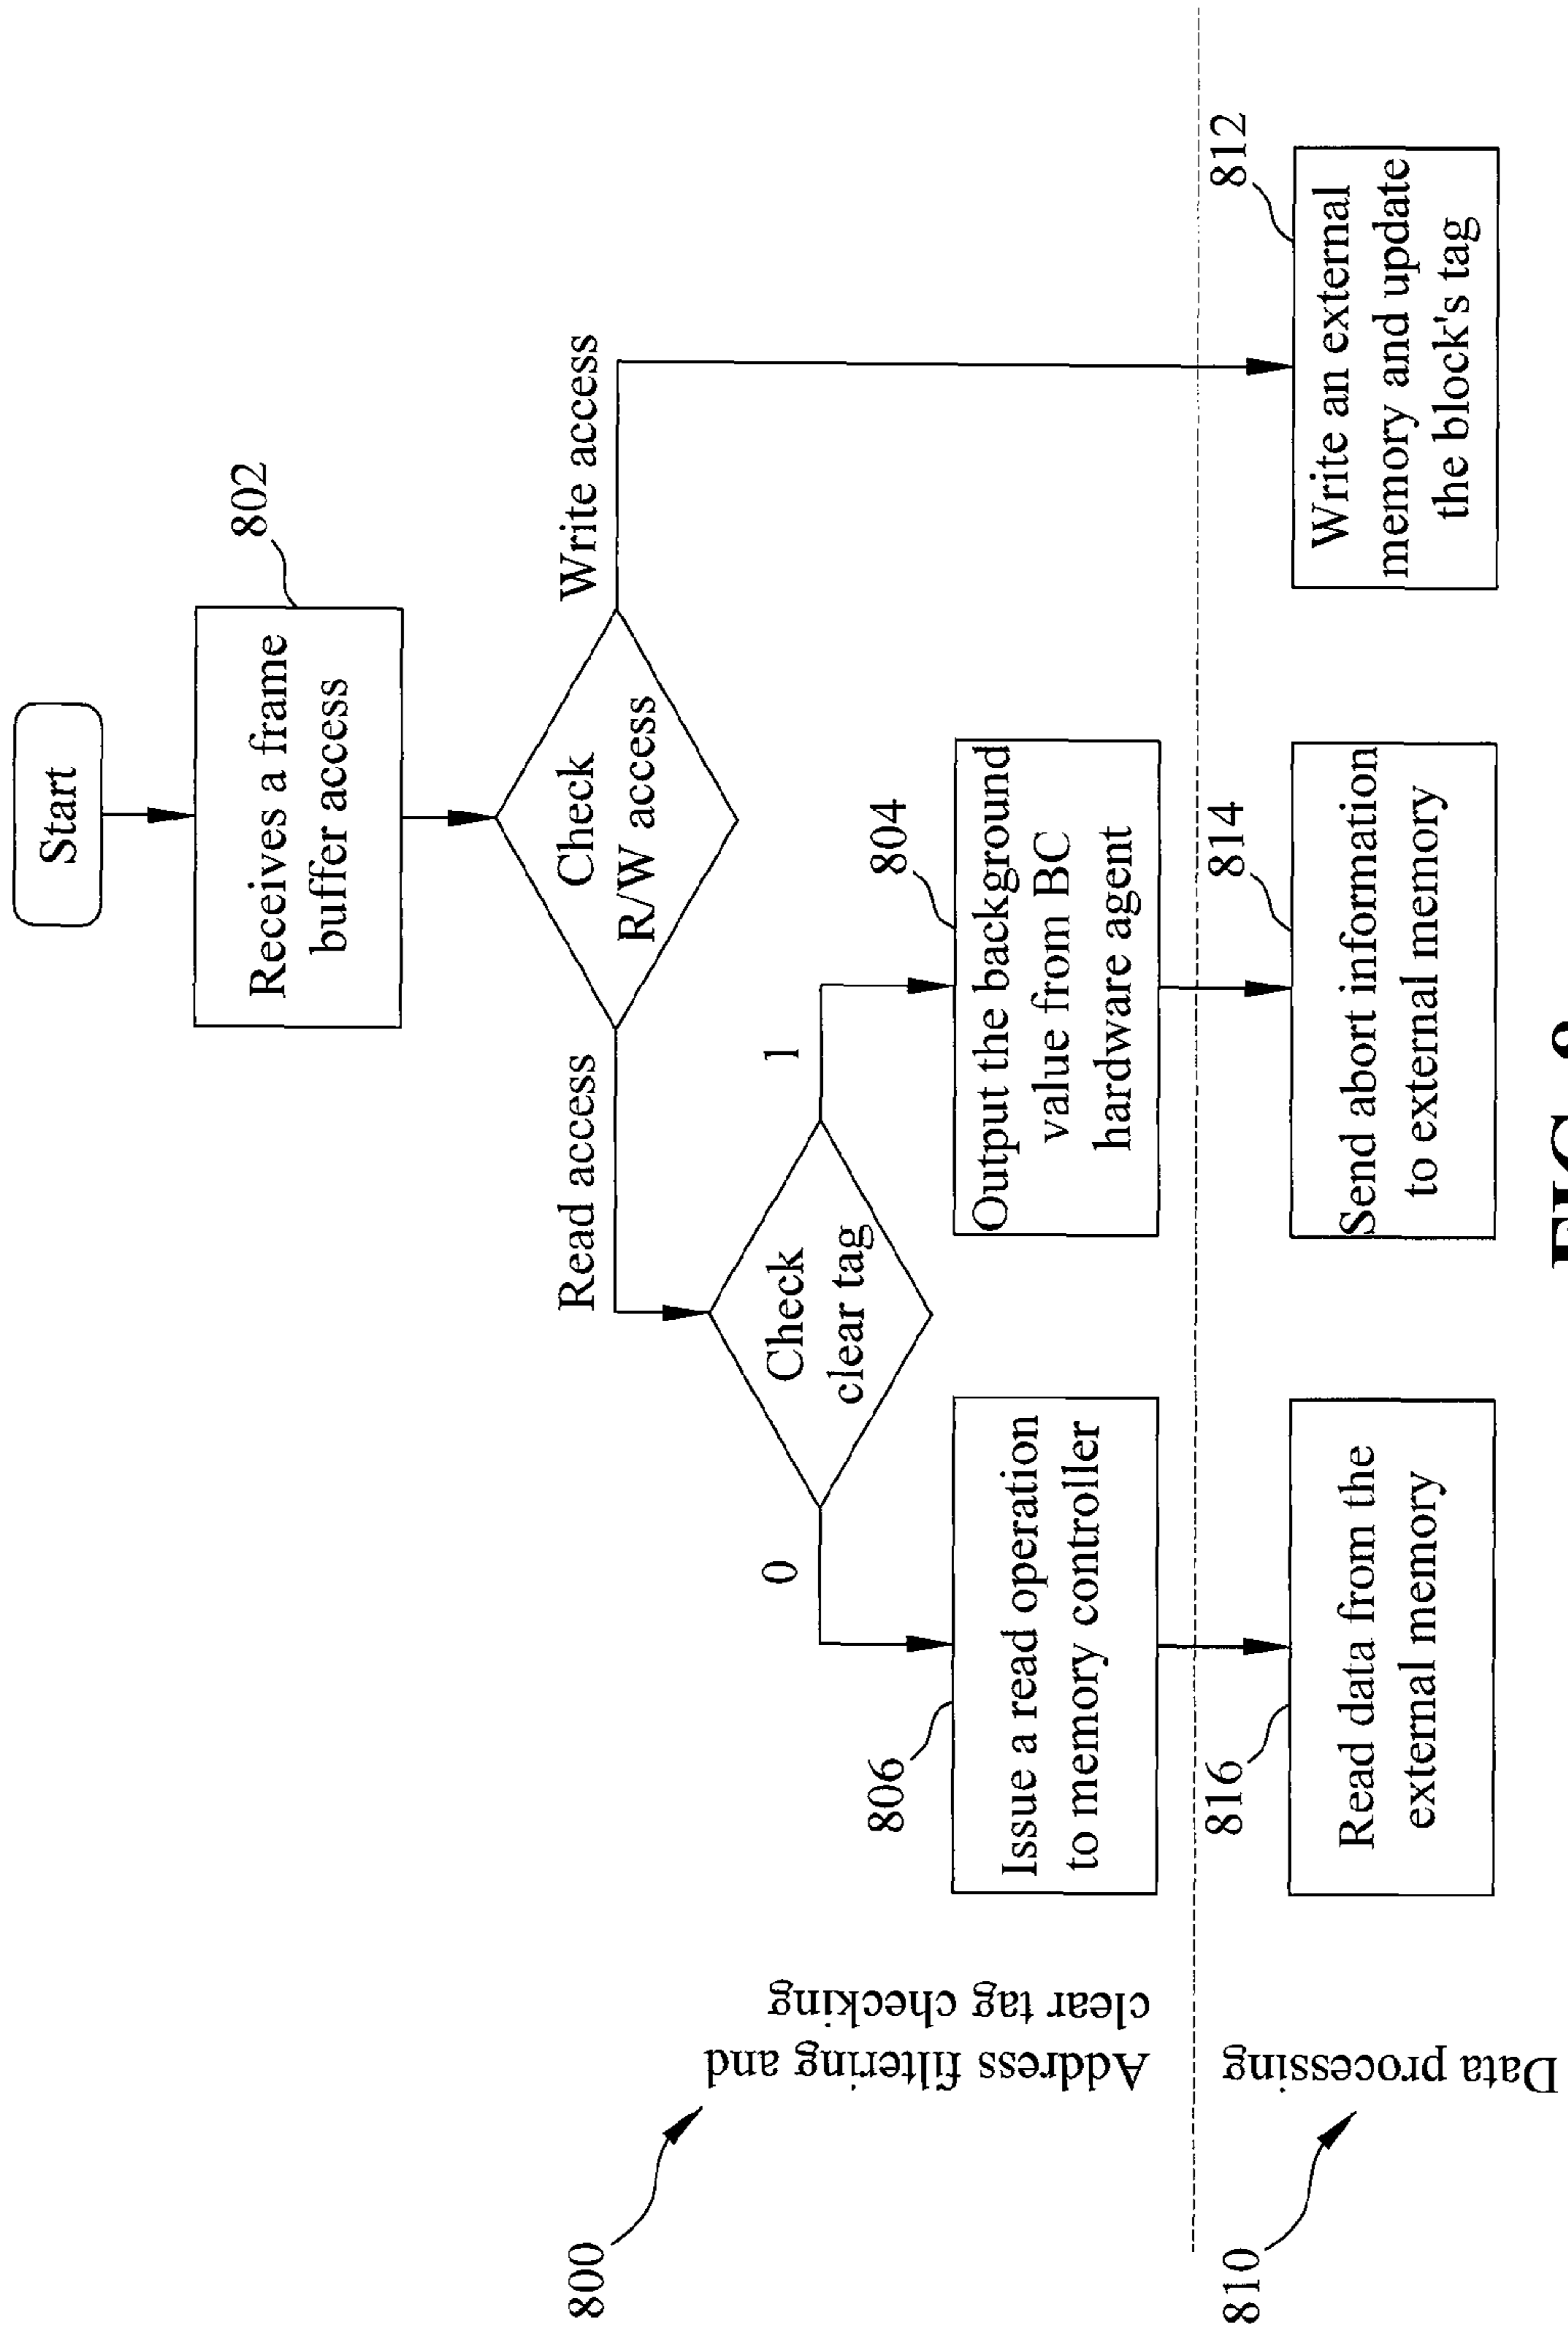 Start
802
Receives a frame
buffer access
Check
R/W access
Read access
Write access
Check
clear tag
0
1
806
Issue a read operation
to memory controller
804
Output the background
value from BC
hardware agent
800
Address filtering and
clear tag checking
810
Data processing
816
Read data from the
external memory
814
Send abort information
to external memory
812
Write an external
memory and update
the block's tag